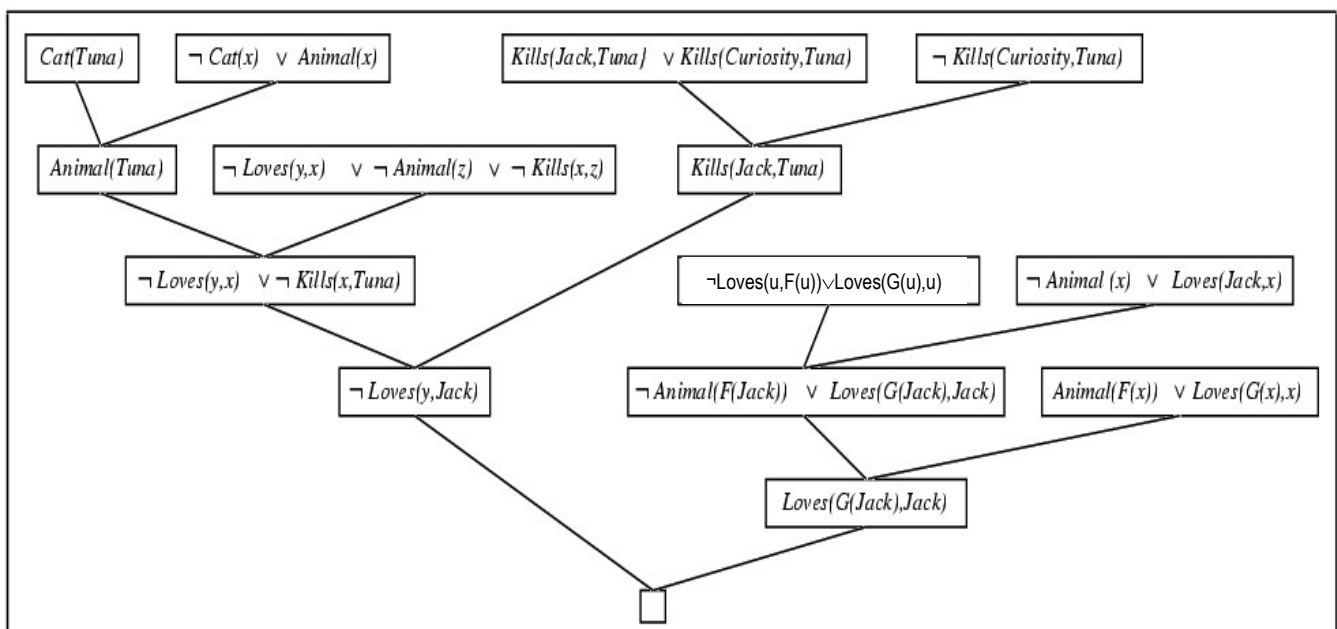 Cat(Tuna)
¬ Cat(x) ∨ Animal(x)
Kills(Jack,Tuna} ∨ Kills(Curiosity,Tuna)
¬ Kills(Curiosity,Tuna)
Animal(Tuna)
¬ Loves(y,x) ∨ ¬ Animal(z) ∨ ¬ Kills(x,z)
Kills(Jack,Tuna)
¬ Loves(y,x) ∨ ¬ Kills(x,Tuna)
¬Loves(u,F(u))∨Loves(G(u),u)
¬ Animal (x) ∨ Loves(Jack,x)
¬ Loves(y,Jack)
¬ Animal(F(Jack)) ∨ Loves(G(Jack),Jack)
Animal(F(x)) ∨ Loves(G(x),x)
Loves(G(Jack),Jack)